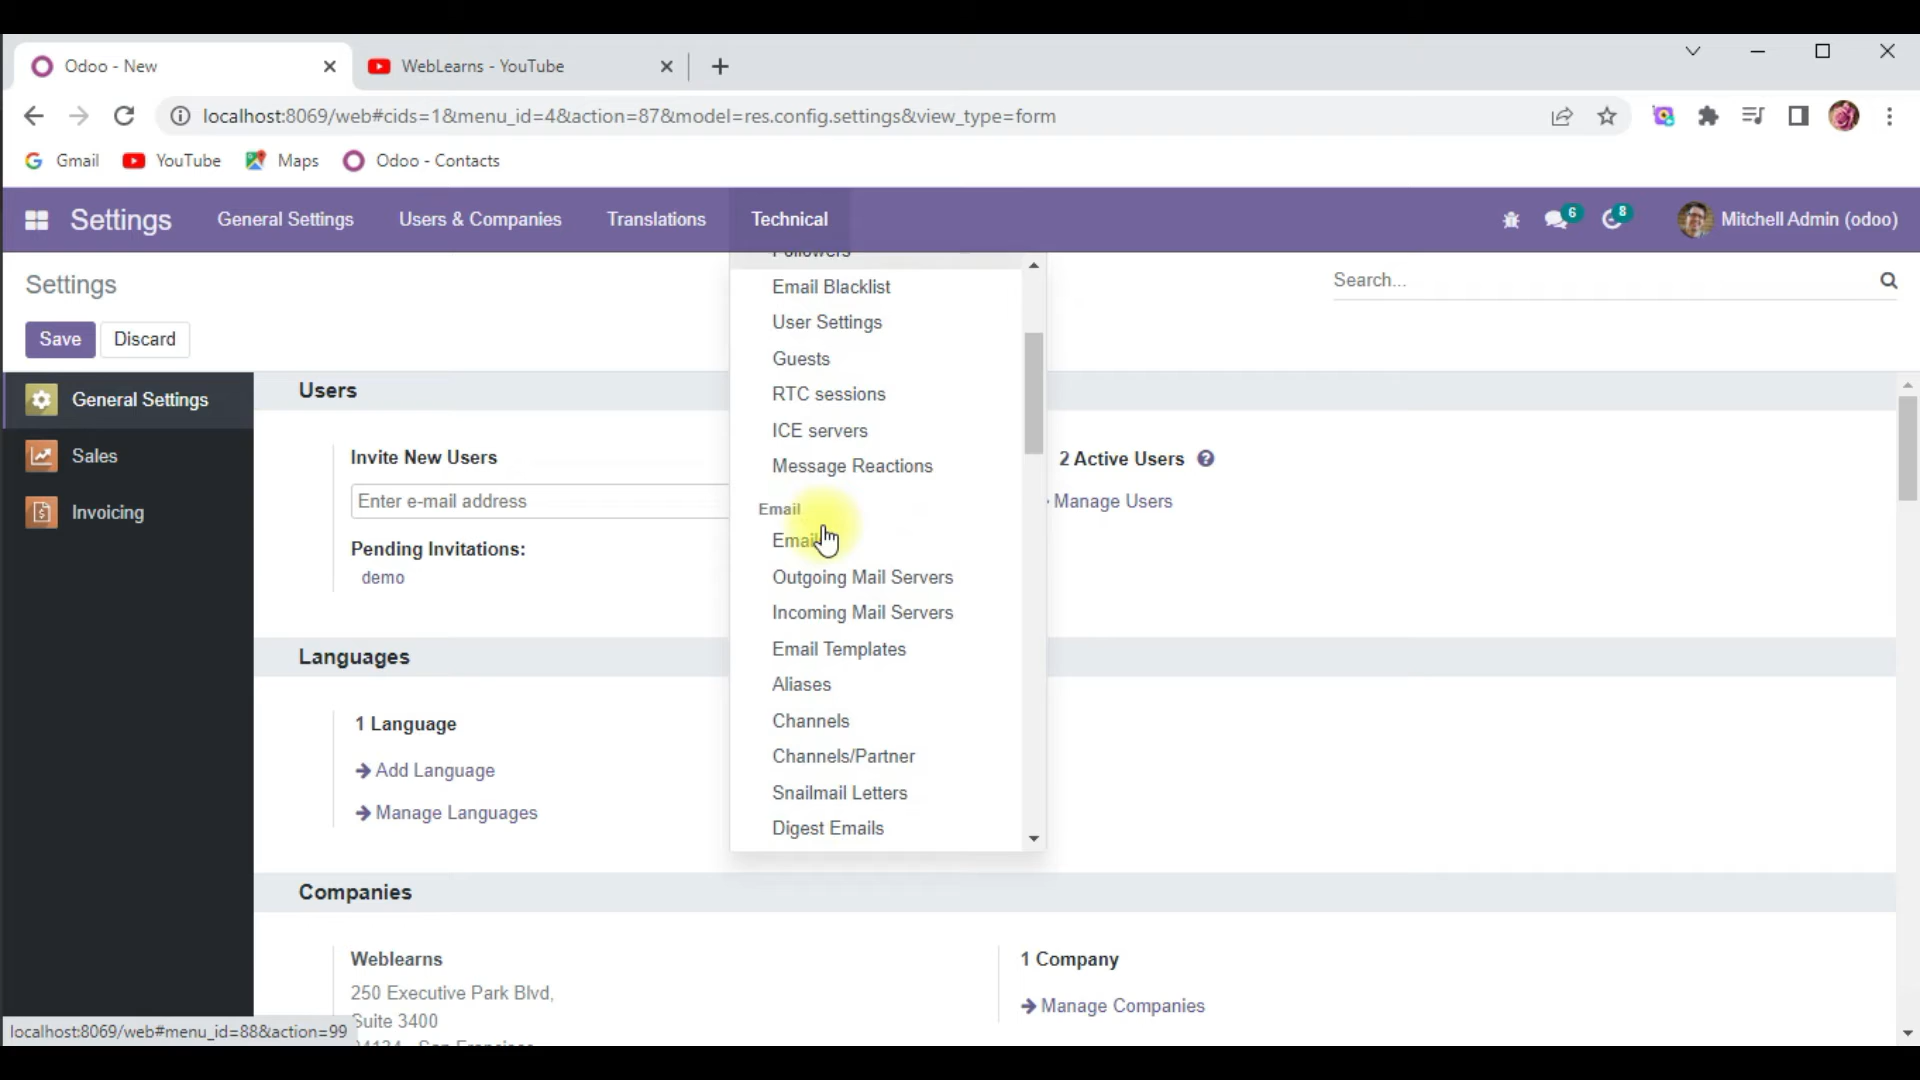 Odoo - New
WebLearns - YouTube
localhost:8069/web#cids=1&menu_id=4&action=87&model=res.config.settings&view_type=form
Gmail
YouTube
Maps
Odoo - Contacts
Settings
General Settings
Users & Companies
Translations
Technical
6
8
Mitchell Admin (odoo)
Settings
Search...
Save
Discard
General Settings
Sales
Invoicing
Followers
Email Blacklist
User Settings
Guests
RTC sessions
ICE servers
Message Reactions
Email
Outgoing Mail Servers
Incoming Mail Servers
Email Templates
Aliases
Channels
Channels/Partner
Snailmail Letters
Digest Emails
Users
Invite New Users
Enter e-mail address
Pending Invitations:
demo
2 Active Users
Manage Users
Languages
1 Language
Add Language
Manage Languages
Companies
Weblearns
250 Executive Park Blvd,
Suite 3400
1 Company
Manage Companies
localhost:8069/web#menu_id=88&action=99